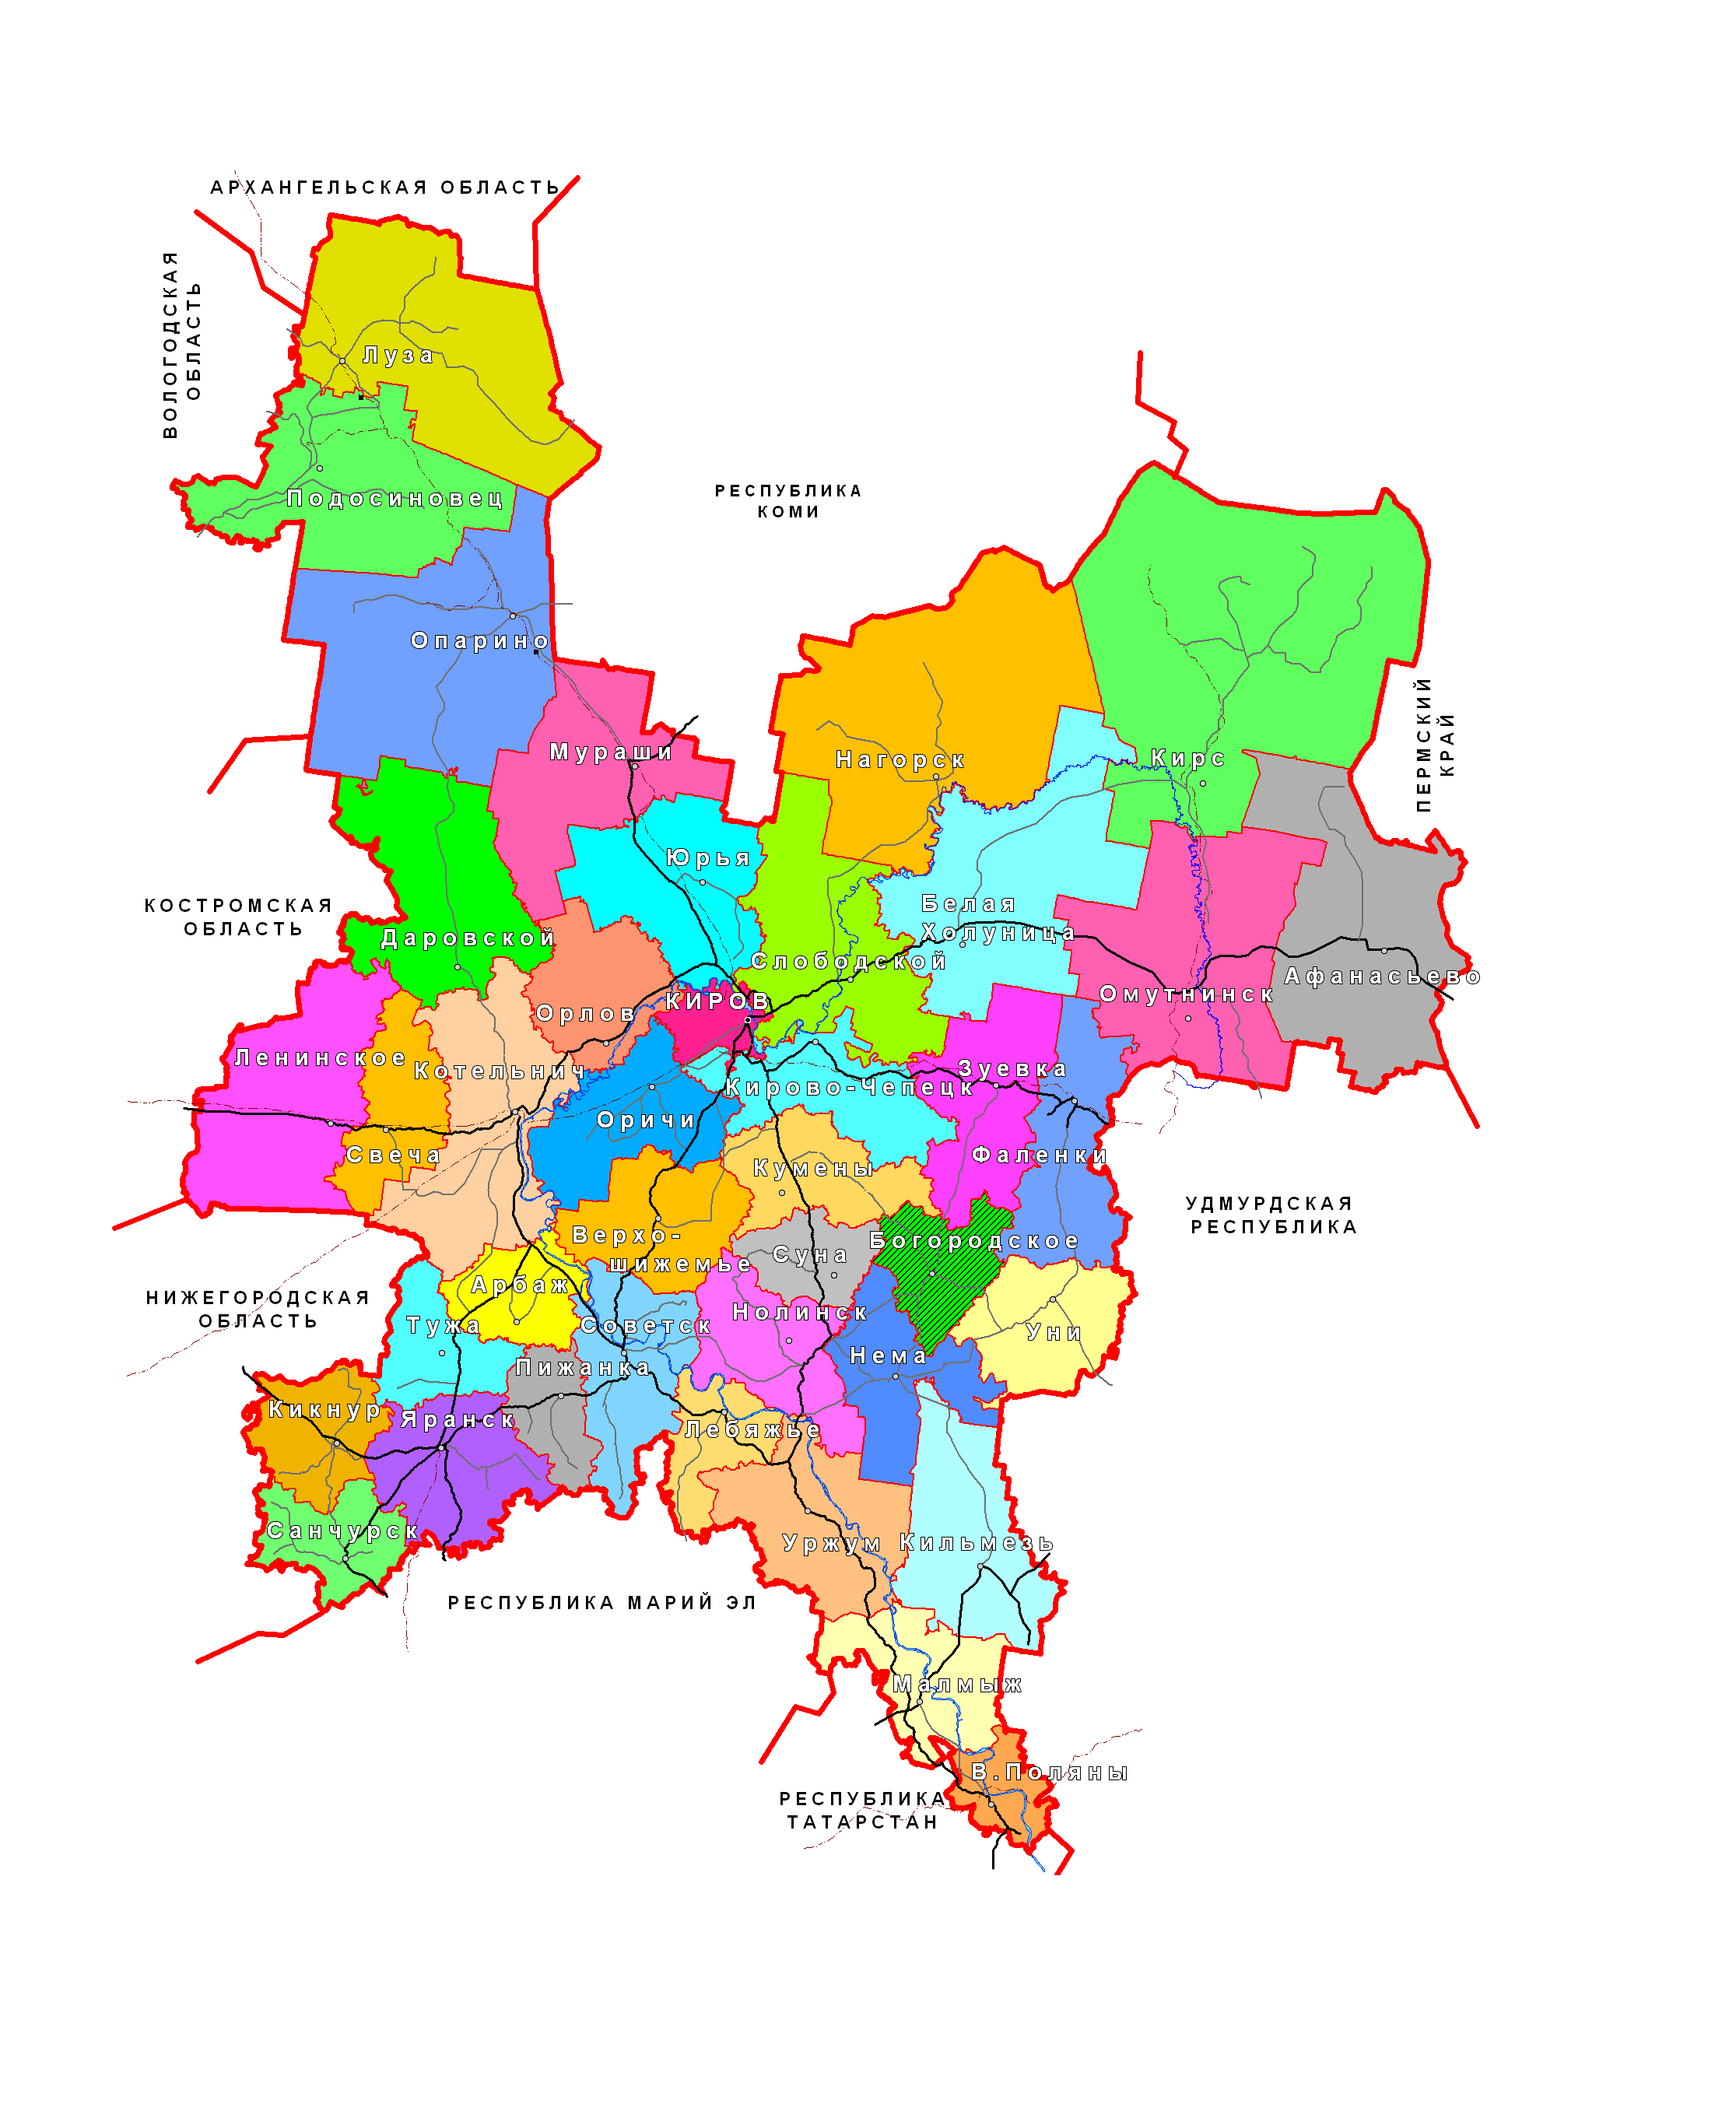 АРХАНГЕЛЬСКАЯ ОБЛАСТЬ
ВОЛОГОДСКАЯ
ОБЛАСТЬ
Луза
Подосиновец
РЕСПУБЛИКА
КОМИ
Опарино
Мураши
Нагорск
Кирс
ПЕРМСКИЙ
КРАЙ
Юрья
Белая
Холуница
КОСТРОМСКАЯ
ОБЛАСТЬ
Даровской
Слободской
Афанасьево
Омутнинск
КИРОВ
Орлов
Ленинское
Котельнич
Зуевка
Кирово-Чепецк
Оричи
Свеча
Фаленки
Кумены
УДМУРДСКАЯ
РЕСПУБЛИКА
Верхо-
шижемье
Суна
Богородское
Арбаж
НИЖЕГОРОДСКАЯ
ОБЛАСТЬ
Тужа
Советск
Нолинск
Уни
Нема
Пижанка
Кикнур
Яранск
Лебяжье
Санчурск
Уржум
Кильмезь
РЕСПУБЛИКА МАРИЙ ЭЛ
Малмыж
В.Поляны
РЕСПУБЛИКА
ТАТАРСТАН